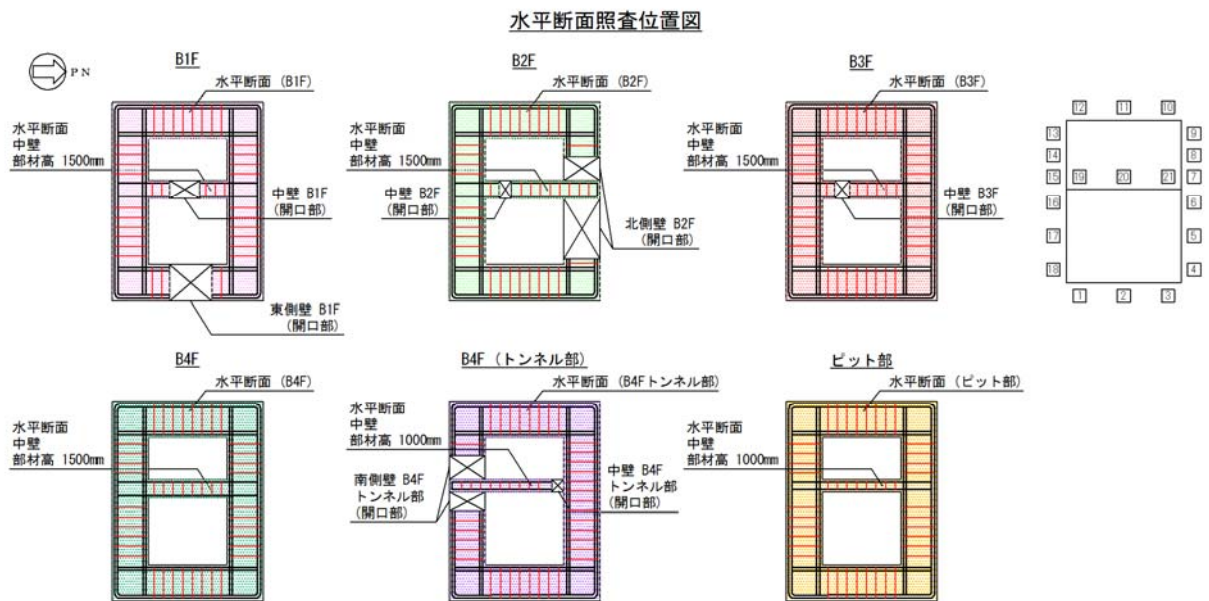 水平断面照査位置図
PN
B1F
水平断面 (B1F)
水平断面
中壁
部材高 1500mm
中壁 B1F
(開口部)
東側壁 B1F
(開口部)
B2F
水平断面 (B2F)
水平断面
中壁
部材高 1500mm
中壁 B2F
(開口部)
北側壁 B2F
(開口部)
B3F
水平断面 (B3F)
水平断面
中壁
部材高 1500mm
中壁 B3F
(開口部)
12 11 10
13 9
14 8
15 19 20 21 7
16 6
17 5
18 4
1 2 3
B4F
水平断面 (B4F)
水平断面
中壁
部材高 1500mm
B4F (トンネル部)
水平断面 (B4Fトンネル部)
水平断面
中壁
部材高 1000mm
南側壁 B4F
トンネル部
(開口部)
中壁 B4F
トンネル部
(開口部)
ピット部
水平断面 (ピット部)
水平断面
中壁
部材高 1000mm